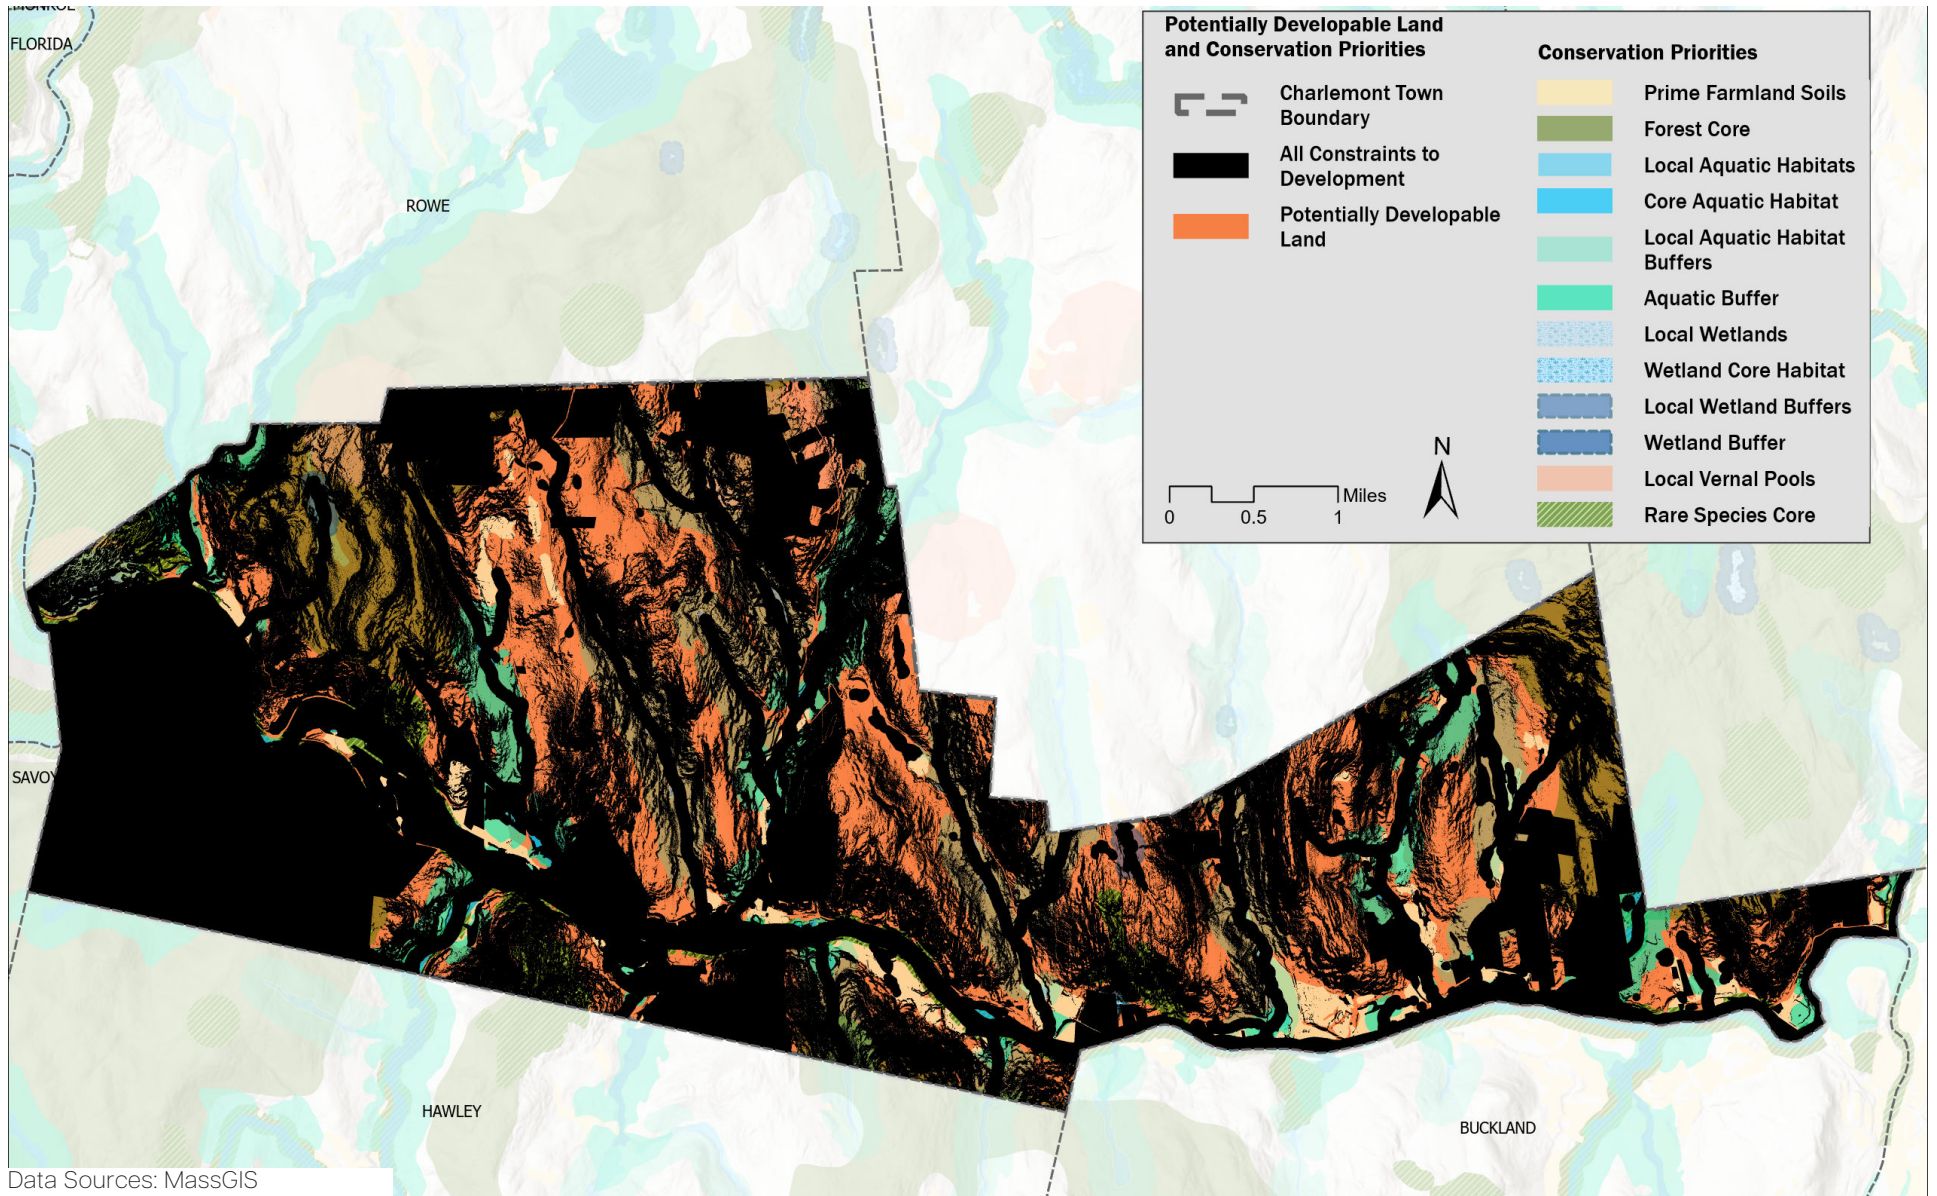 FLORIDA
ROWE
SAVOY
HAWLEY
BUCKLAND
Potentially Developable Land
and Conservation Priorities
Charlemont Town
Boundary
All Constraints to
Development
Potentially Developable
Land
Conservation Priorities
Prime Farmland Soils
Forest Core
Local Aquatic Habitats
Core Aquatic Habitat
Local Aquatic Habitat
Buffers
Aquatic Buffer
Local Wetlands
Wetland Core Habitat
Local Wetland Buffers
Wetland Buffer
Local Vernal Pools
Rare Species Core
N
Miles
0 0.5 1
Data Sources: MassGIS